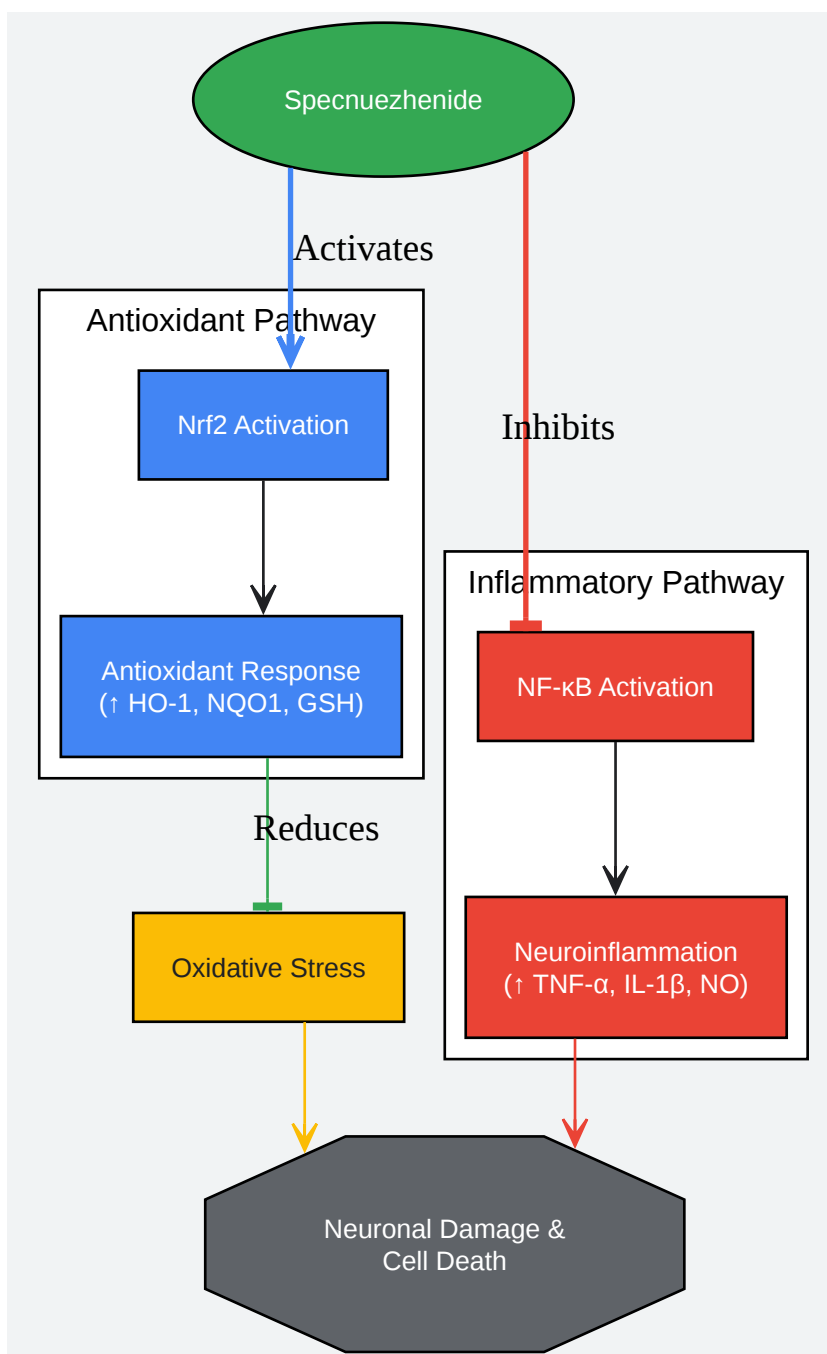 Specnuezhenide
Activates
Antioxidant Pathway
Nrf2 Activation
Inhibits
Antioxidant Response
(↑ HO-1, NQO1, GSH)
Inflammatory Pathway
NF-κB Activation
Reduces
Oxidative Stress
Neuroinflammation
(↑ TNF-α, IL-1β, NO)
Neuronal Damage &
Cell Death